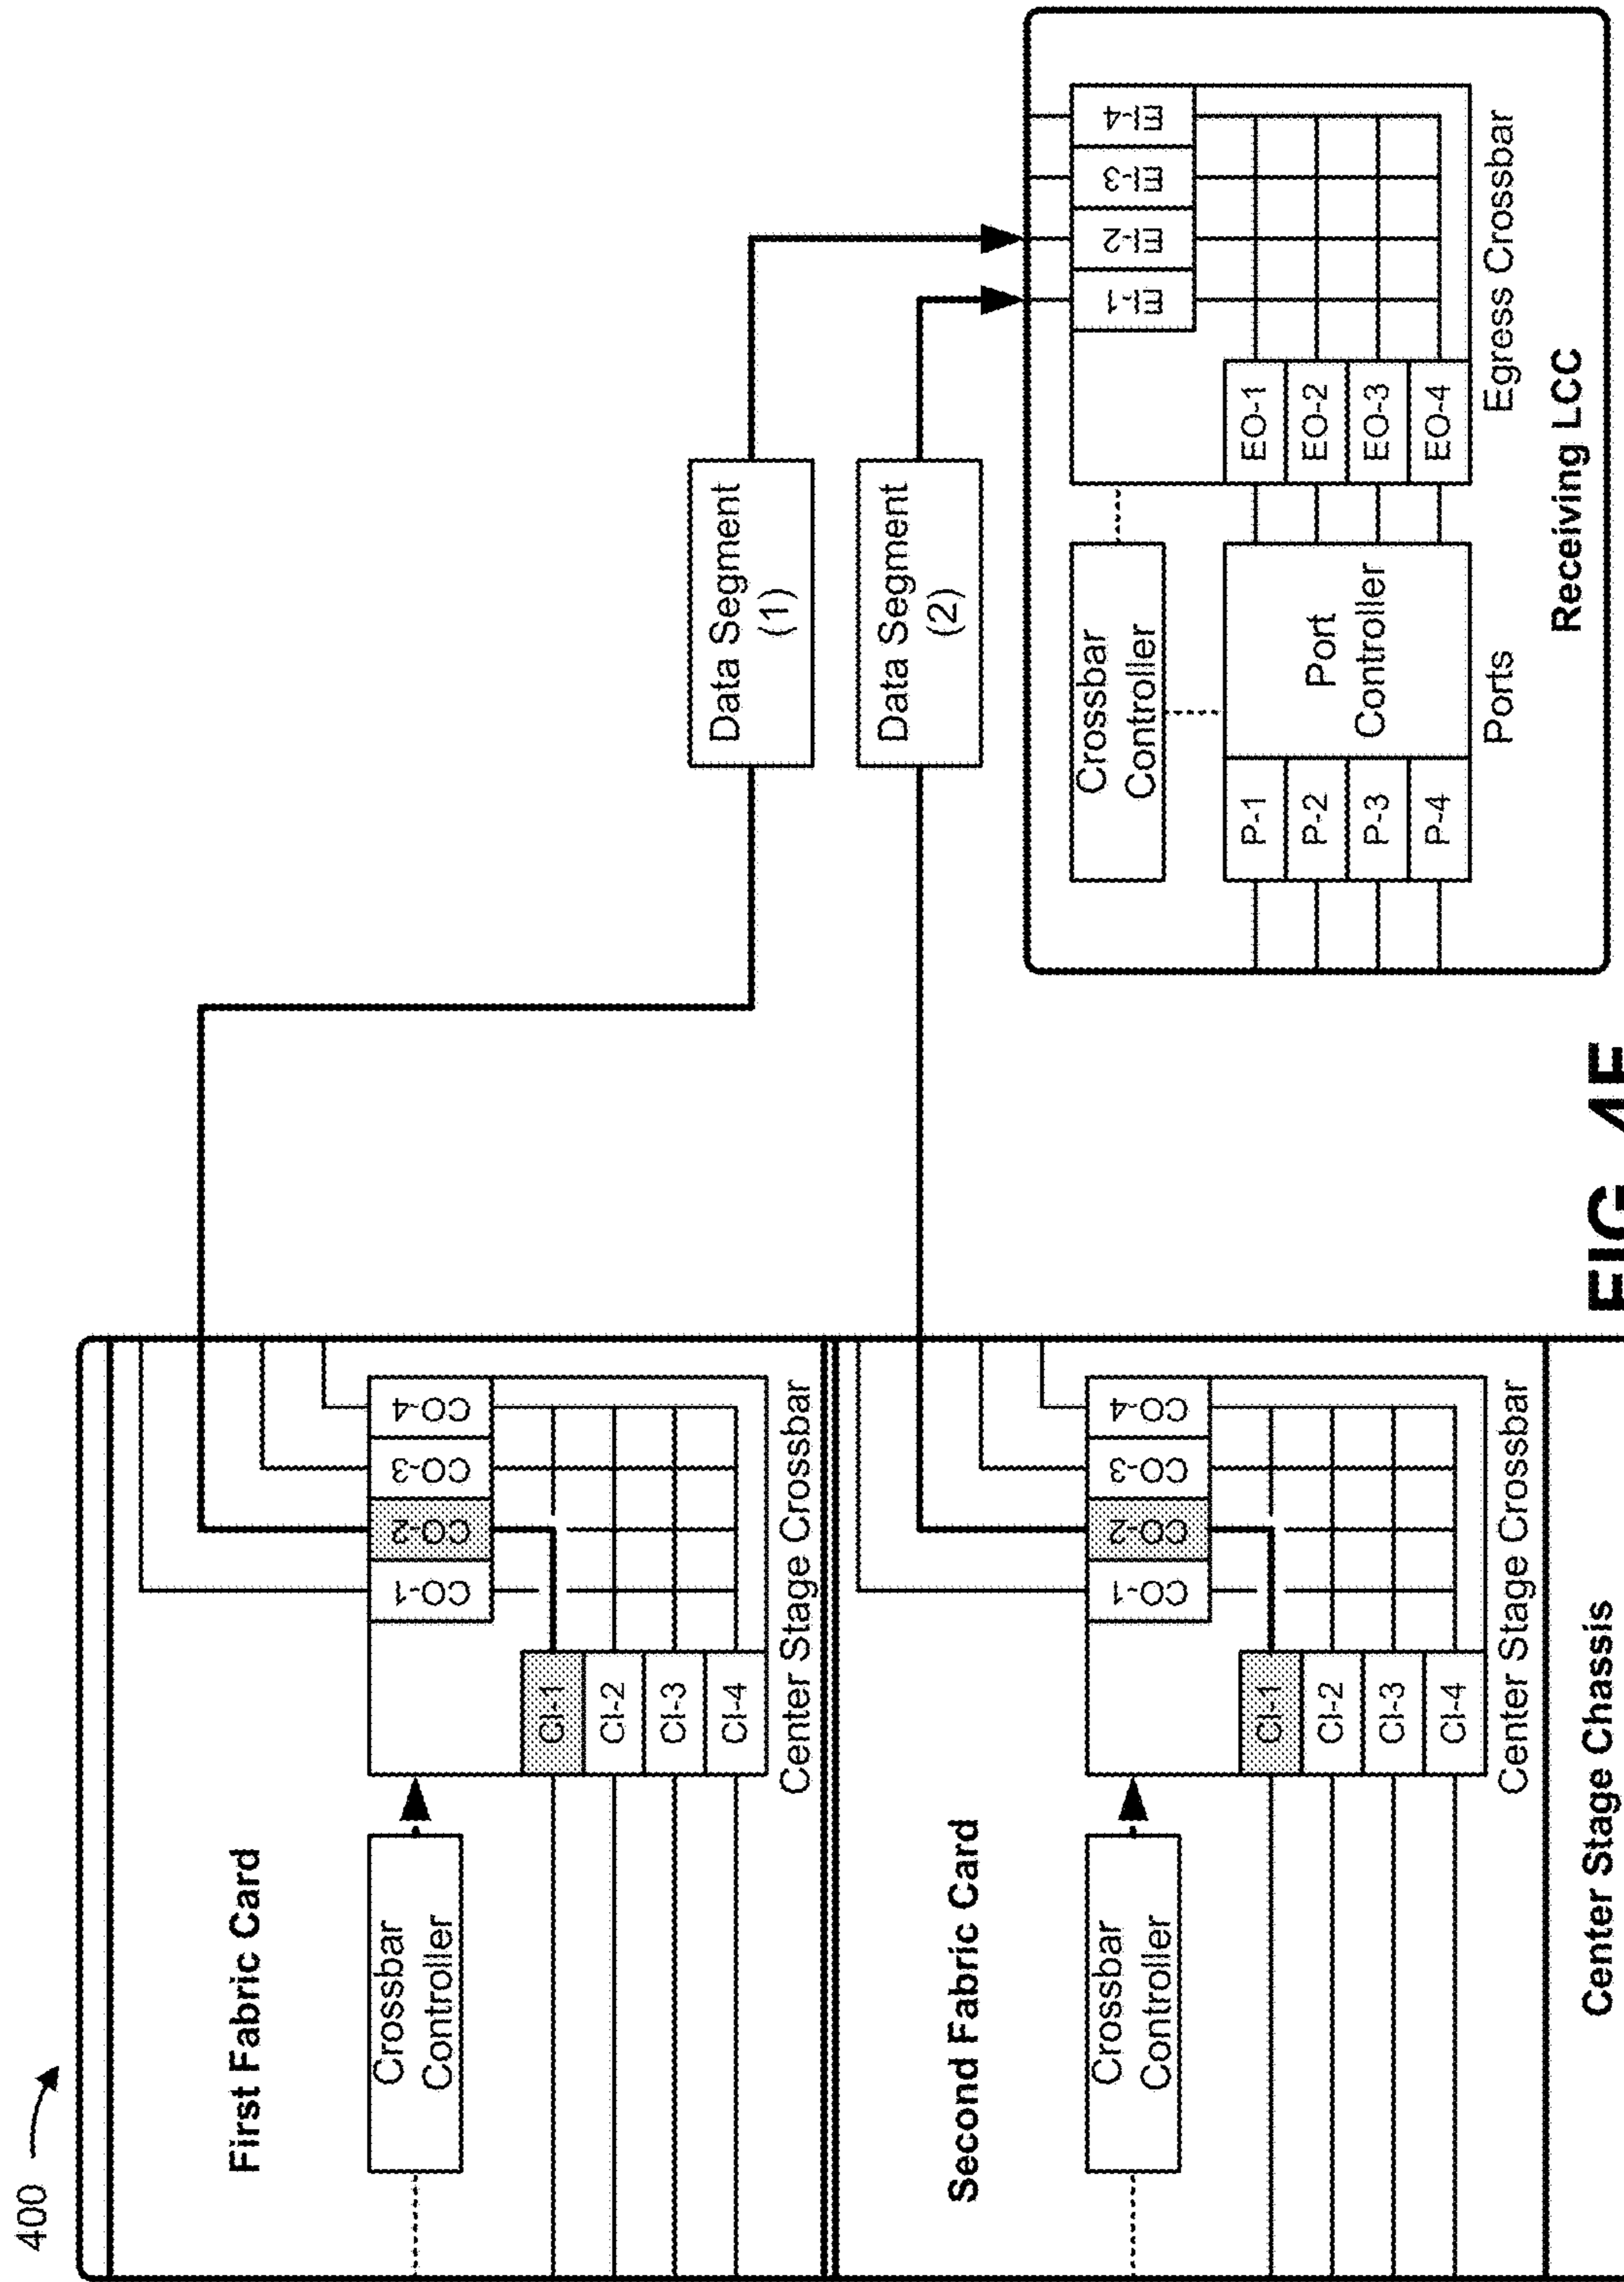 400
First Fabric Card
Crossbar
Controller
CO-1
CO-2
CO-3
CO-4
CI-1
CI-2
CI-3
CI-4
Center Stage Crossbar
Second Fabric Card
Crossbar
Controller
CO-1
CO-2
CO-3
CO-4
CI-1
CI-2
CI-3
CI-4
Center Stage Crossbar
Center Stage Chassis
Data Segment
(1)
Data Segment
(2)
Crossbar
Controller
EI-1
EI-2
EI-3
EI-4
P-1
P-2
P-3
P-4
Port
Controller
EO-1
EO-2
EO-3
EO-4
Ports
Egress Crossbar
Receiving LCC
FIG